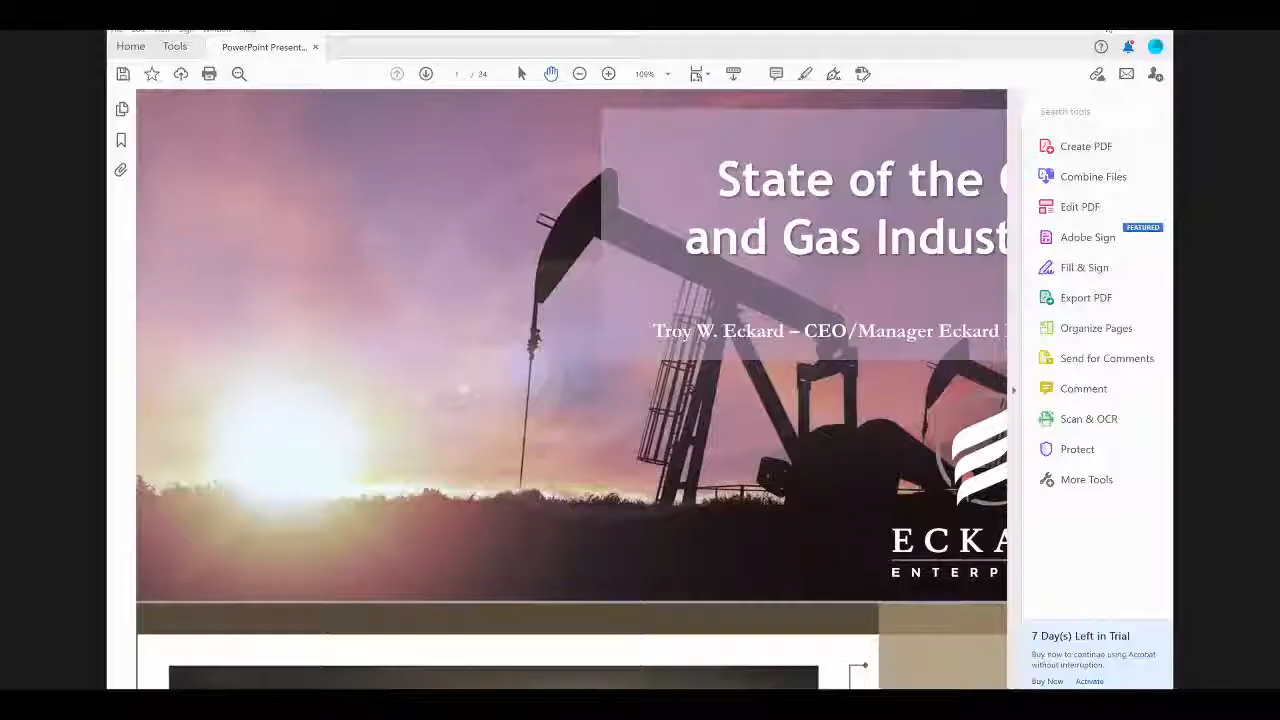 Home Tools PowerPoint Present... ×
1 / 24 109%
State of the
and Gas Indust
Troy W. Eckard – CEO/Manager Eckard
ECKA
ENTERP
Search tools
Create PDF
Combine Files
Edit PDF
FEATURED
Adobe Sign
Fill & Sign
Export PDF
Organize Pages
Send for Comments
Comment
Scan & OCR
Protect
More Tools
7 Day(s) Left in Trial
Buy now to continue using Acrobat
without interruption.
Buy Now Activate